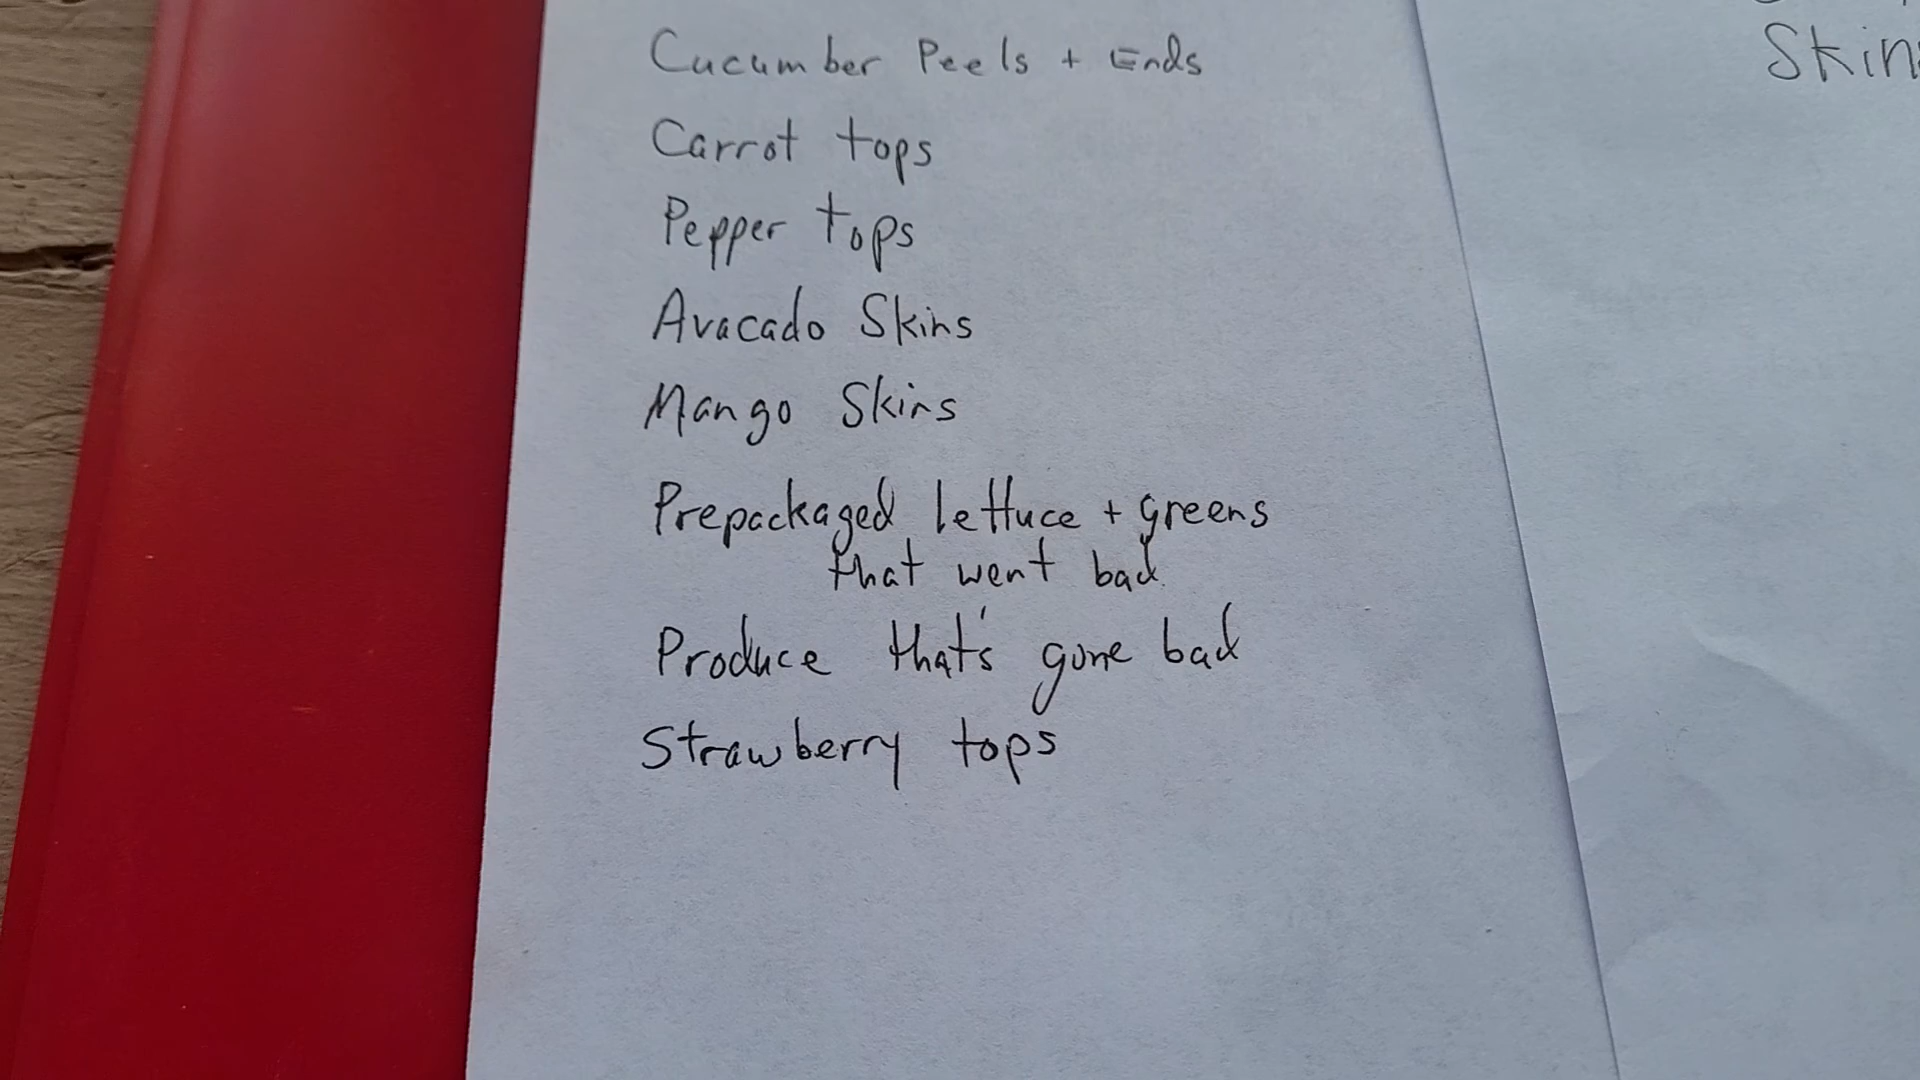 Cucumber Peels + Ends
Carrot tops
Pepper tops
Avacado Skins
Mango Skins
Prepackaged lettuce + greens
that went bad
Produce that's gone bad
Strawberry tops